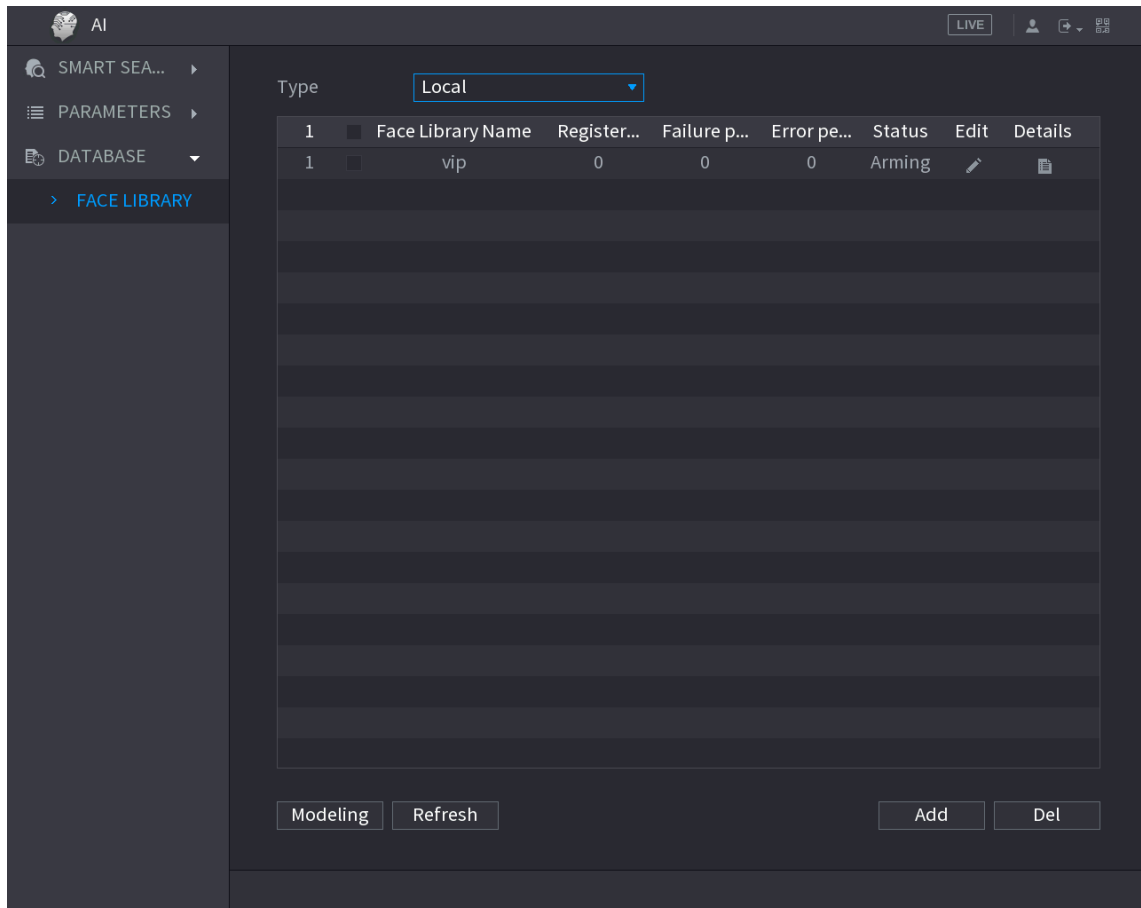 AI LIVE
SMART SEA...
PARAMETERS
DATABASE
FACE LIBRARY
Type Local
1 Face Library Name Register... Failure p... Error pe... Status Edit Details
1 vip 0 0 0 Arming
Modeling Refresh Add Del